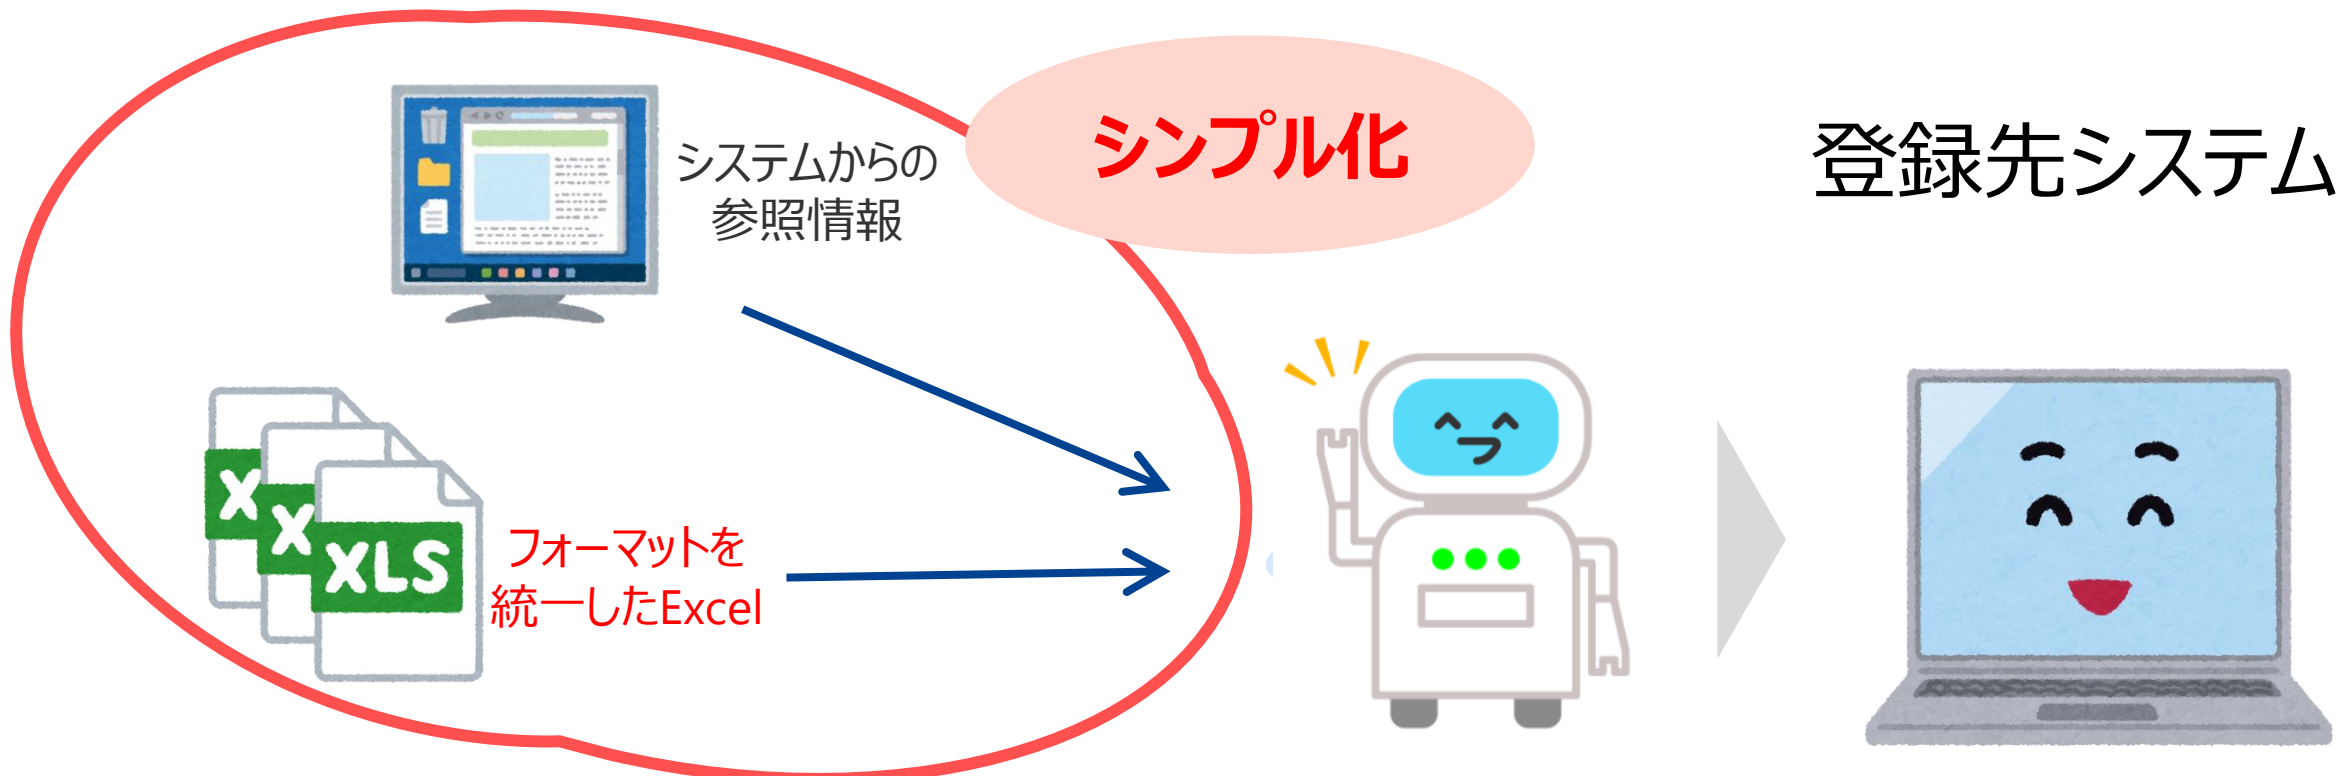 シンプル化
登録先システム
システムからの
参照情報
X
X
XLS
フォーマットを
統一したExcel